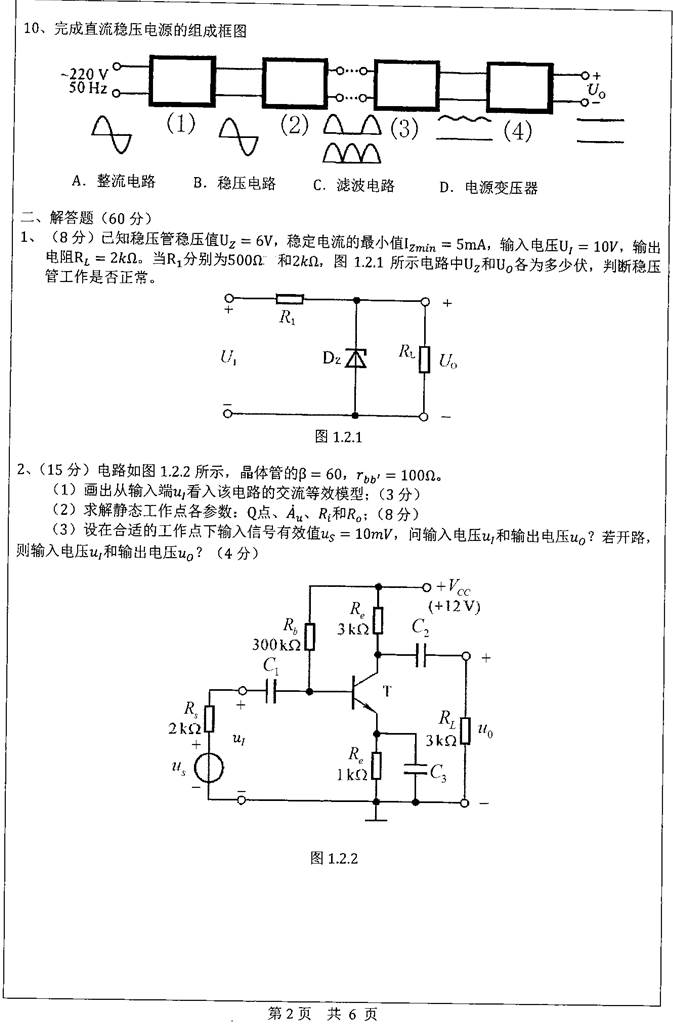 10、完成直流稳压电源的组成框图
~220 V
50 Hz
+
U_O
−
(1)
(2)
(3)
(4)
A. 整流电路 B. 稳压电路 C. 滤波电路 D. 电源变压器
二、解答题（60 分）
1、（8 分）已知稳压管稳压值U_Z = 6V，稳定电流的最小值I_Zmin = 5mA，输入电压U_I = 10V，输出
电阻R_L = 2kΩ。当R_1分别为500Ω 和2kΩ，图 1.2.1 所示电路中U_Z和U_o各为多少伏，判断稳压
管工作是否正常。
+
R_1
+
U_I
D_Z
R_L
U_o
−
−
图 1.2.1
2、（15 分）电路如图 1.2.2 所示，晶体管的β = 60，r_bb' = 100Ω。
（1）画出从输入端u_I看入该电路的交流等效模型；（3 分）
（2）求解静态工作点各参数：Q点、Ȧ_u、R_i和R_o；（8 分）
（3）设在合适的工作点下输入信号有效值u_S = 10mV，问输入电压u_I和输出电压u_O？若开路，
则输入电压u_I和输出电压u_O？（4 分）
+V_CC
(+12 V)
R_b
300 kΩ
R_e
3 kΩ
C_2
C_1
+
T
R_s
2 kΩ
+
+
u_I
u_s
−
−
R_L
3 kΩ
u_0
R_e
1 kΩ
C_3
−
图 1.2.2
第 2 页 共 6 页